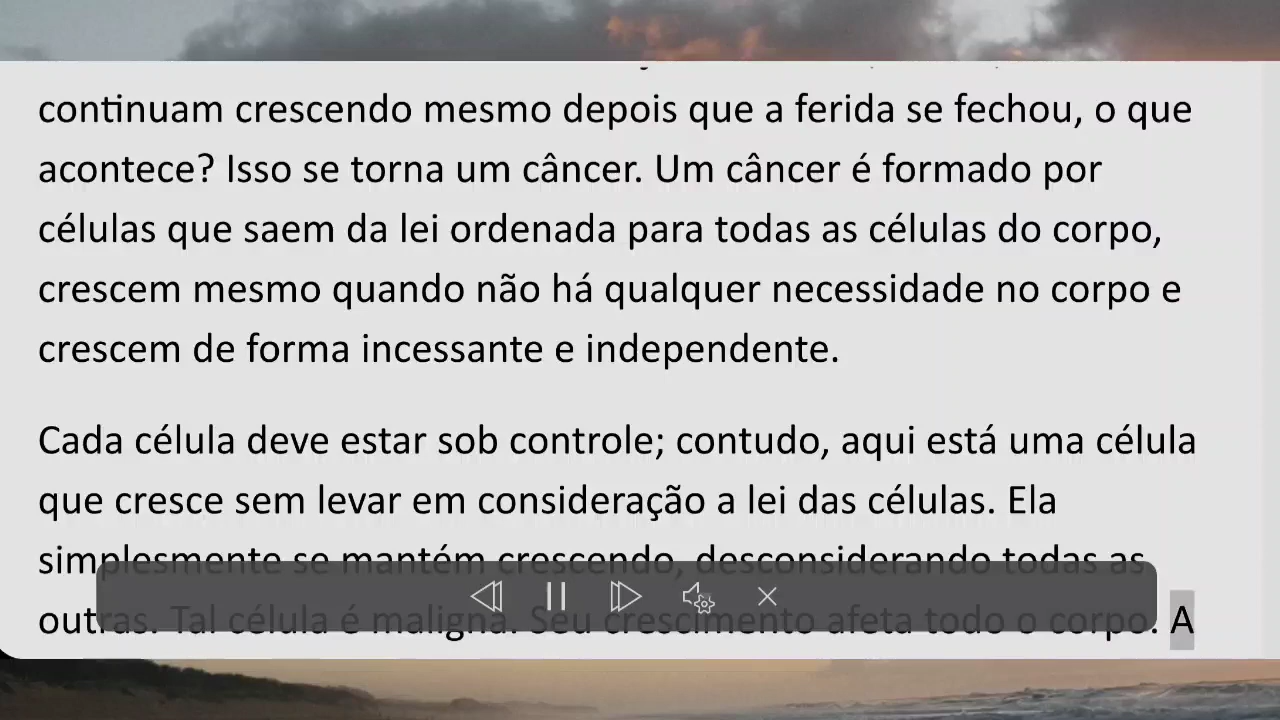 continuam crescendo mesmo depois que a ferida se fechou, o que
acontece? Isso se torna um câncer. Um câncer é formado por
células que saem da lei ordenada para todas as células do corpo,
crescem mesmo quando não há qualquer necessidade no corpo e
crescem de forma incessante e independente.
Cada célula deve estar sob controle; contudo, aqui está uma célula
que cresce sem levar em consideração a lei das células. Ela
simplesmente se mantém crescendo, desconsiderando todas as
outras. Tal célula é maligna. Seu crescimento afeta todo o corpo. A